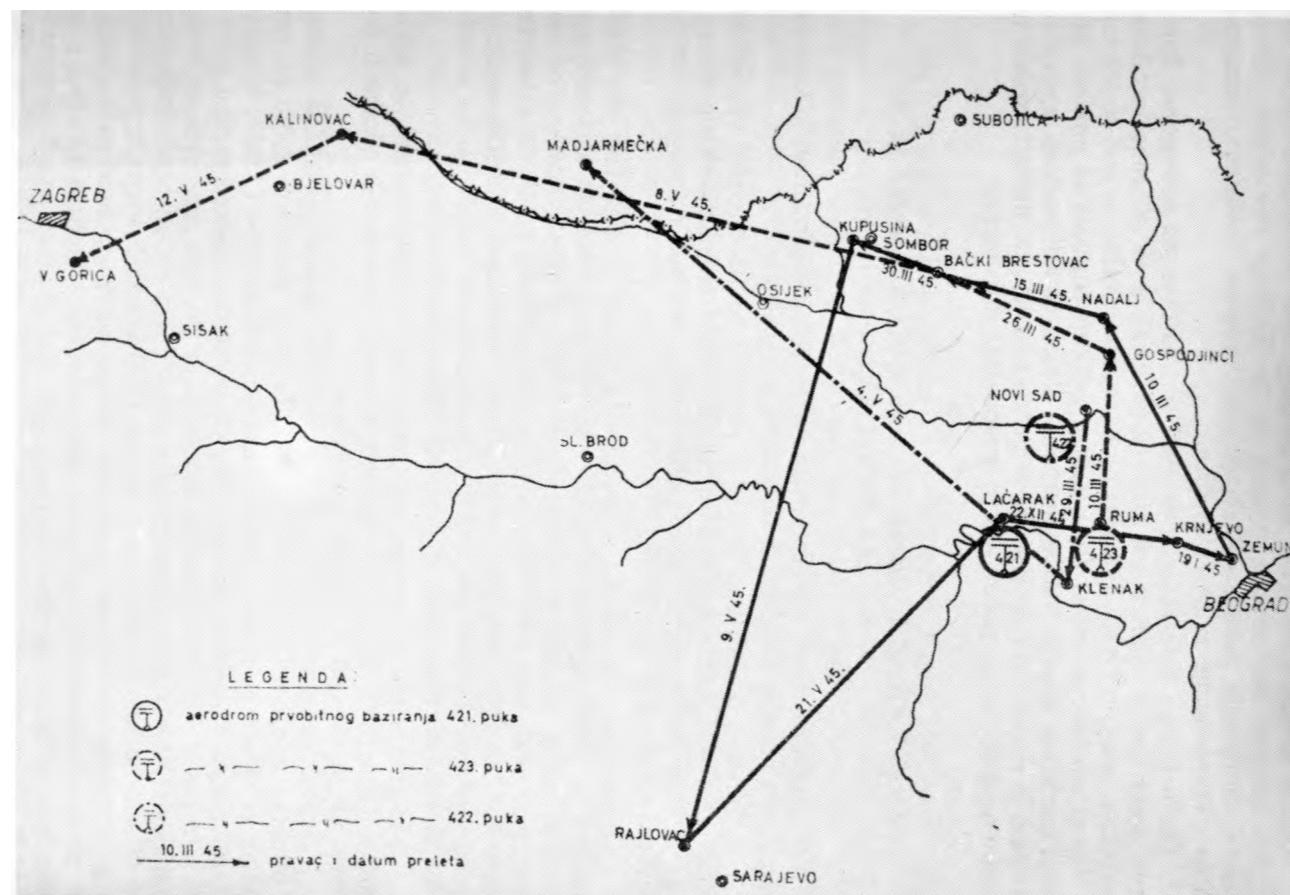 KALINOVAC
MADJARMEČKA
SUBOTICA
BJELOVAR
ZAGREB
12. V 45.
8. V 45.
V. GORICA
KUPUSINA
SOMBOR
BAČKI BRESTOVAC
30. III 45.
15. III 45.
NADALJ
OSIJEK
26. III 45.
SISAK
GOSPODJINCI
10 III 45
NOVI SAD
4. V 45.
422
29. III 45
10. III 45.
SL. BROD
LAĆARAK
22. XII 44
RUMA
KRNJEVO
ZEMUN
421
423
19 I 45
KLENAK
BEOGRAD
9. V 45.
21. V 45.
LEGENDA:
aerodrom prvobitnog baziranja 421. puka
423. puka
422. puka
10. III 45
pravac i datum preleta
RAJLOVAC
SARAJEVO